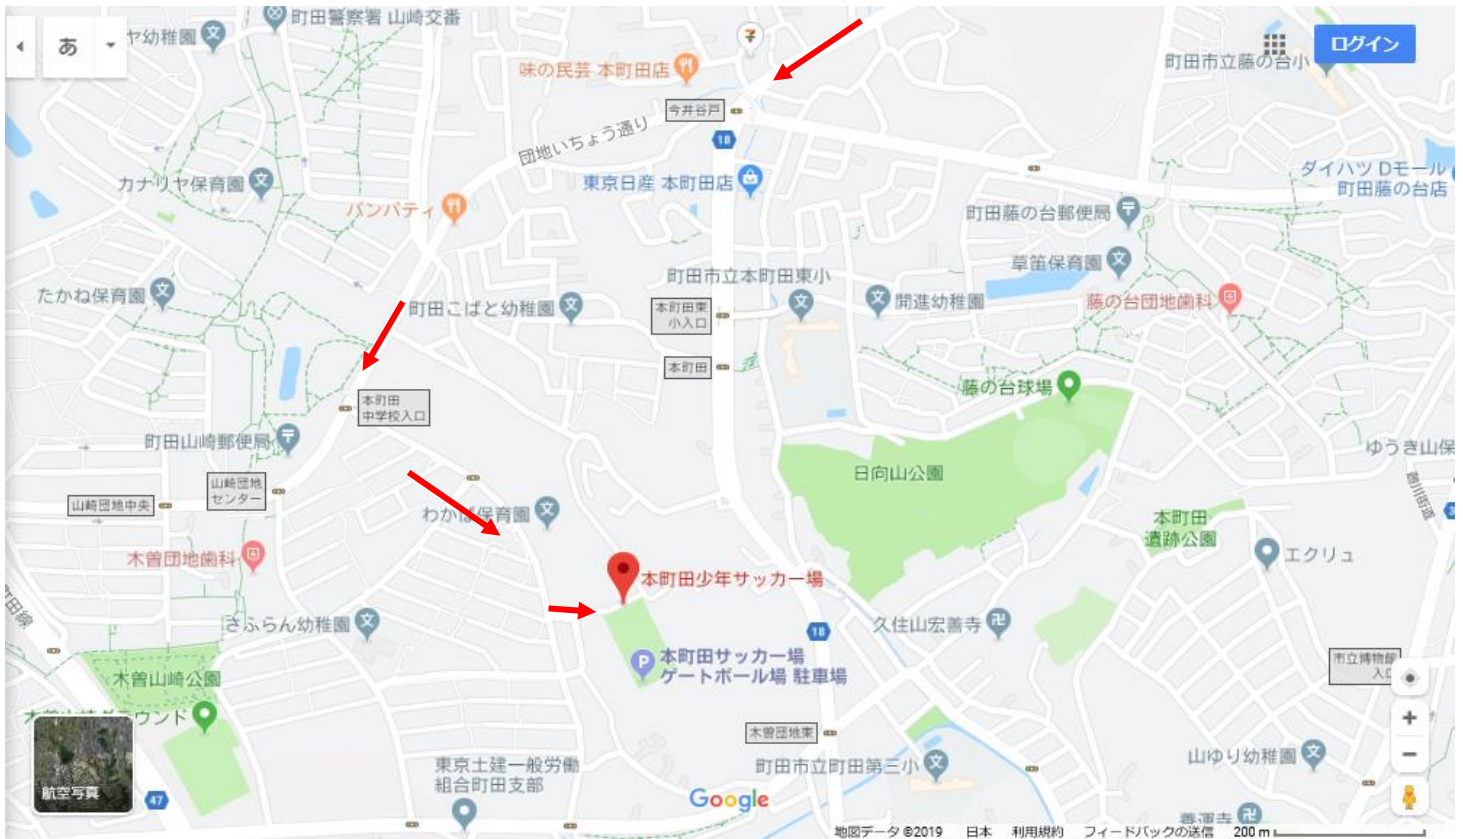 町田警察署 山崎交番
ヤ幼稚園
あ
味の民芸 本町田店
ログイン
町田市立藤の台小
今井谷戸
18
団地いちょう通り
カナリヤ保育園
東京日産 本町田店
ダイハツ Dモール
町田藤の台店
バンバティ
町田藤の台郵便局
草笛保育園
町田市立本町田東小
たかね保育園
町田こばと幼稚園
本町田東
小入口
開進幼稚園
藤の台団地歯科
本町田
藤の台球場
本町田
中学校入口
町田山崎郵便局
ゆうき山保
日向山公園
山崎団地
センター
山崎団地中央
わかば保育園
本町田
遺跡公園
エクリュ
木曽団地歯科
本町田少年サッカー場
町田線
さふらん幼稚園
18
久住山宏善寺
本町田サッカー場
ゲートボール場 駐車場
市立博物館
入口
木曽山崎公園
木曽団地東
町田市立町田第三小
山ゆり幼稚園
東京土建一般労働
組合町田支部
航空写真
47
Google
善運寺
地図データ ©2019 日本 利用規約 フィードバックの送信 200 m